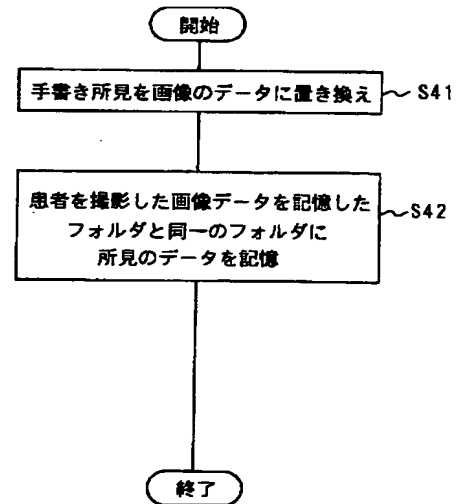 開始
手書き所見を画像のデータに置き換え
S41
患者を撮影した画像データを記憶した
フォルダと同一のフォルダに
所見のデータを記憶
S42
終了